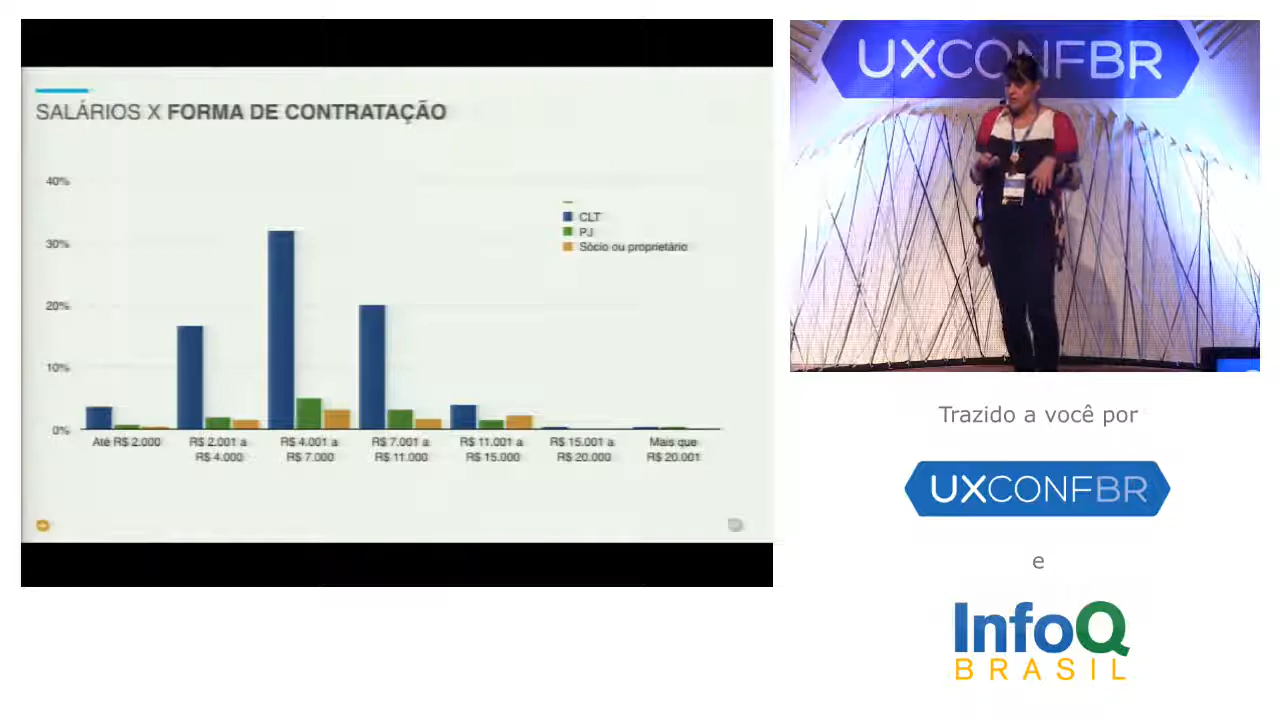 SALÁRIOS X FORMA DE CONTRATAÇÃO
40%
30%
20%
10%
0%
CLT
PJ
Sócio ou proprietário
Até R$ 2.000
R$ 2.001 a
R$ 4.000
R$ 4.001 a
R$ 7.000
R$ 7.001 a
R$ 11.000
R$ 11.001 a
R$ 15.000
R$ 15.001 a
R$ 20.000
Mais que
R$ 20.001
UXCONFBR
Trazido a você por
UXCONFBR
e
InfoQ
BRASIL